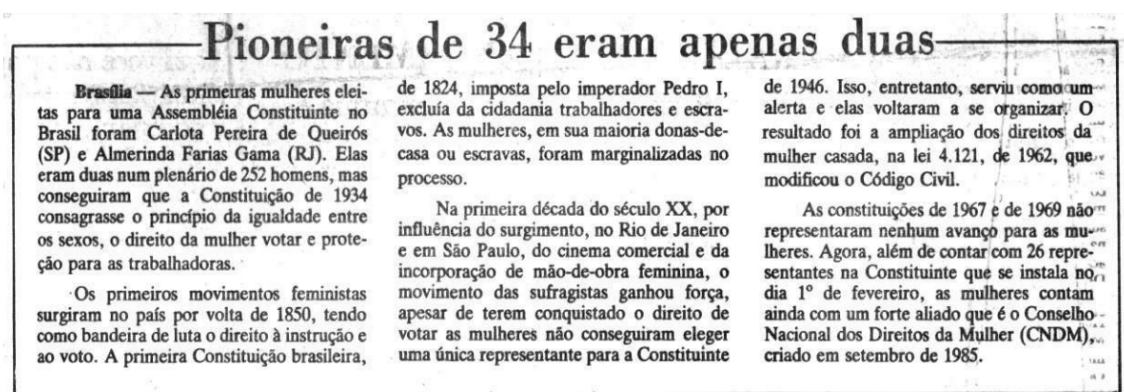 Pioneiras de 34 eram apenas duas
Brasília — As primeiras mulheres elei-
tas para uma Assembléia Constituinte no
Brasil foram Carlota Pereira de Queirós
(SP) e Almerinda Farias Gama (RJ). Elas
eram duas num plenário de 252 homens, mas
conseguiram que a Constituição de 1934
consagrasse o princípio da igualdade entre
os sexos, o direito da mulher votar e prote-
ção para as trabalhadoras.
Os primeiros movimentos feministas
surgiram no país por volta de 1850, tendo
como bandeira de luta o direito à instrução e
ao voto. A primeira Constituição brasileira,
de 1824, imposta pelo imperador Pedro I,
excluía da cidadania trabalhadores e escra-
vos. As mulheres, em sua maioria donas-de-
casa ou escravas, foram marginalizadas no
processo.
Na primeira década do século XX, por
influência do surgimento, no Rio de Janeiro
e em São Paulo, do cinema comercial e da
incorporação de mão-de-obra feminina, o
movimento das sufragistas ganhou força,
apesar de terem conquistado o direito de
votar as mulheres não conseguiram eleger
uma única representante para a Constituinte
de 1946. Isso, entretanto, serviu como um
alerta e elas voltaram a se organizar. O
resultado foi a ampliação dos direitos da
mulher casada, na lei 4.121, de 1962, que
modificou o Código Civil.
As constituições de 1967 e de 1969 não
representaram nenhum avanço para as mu-
lheres. Agora, além de contar com 26 repre-
sentantes na Constituinte que se instala no
dia 1º de fevereiro, as mulheres contam
ainda com um forte aliado que é o Conselho
Nacional dos Direitos da Mulher (CNDM),
criado em setembro de 1985.